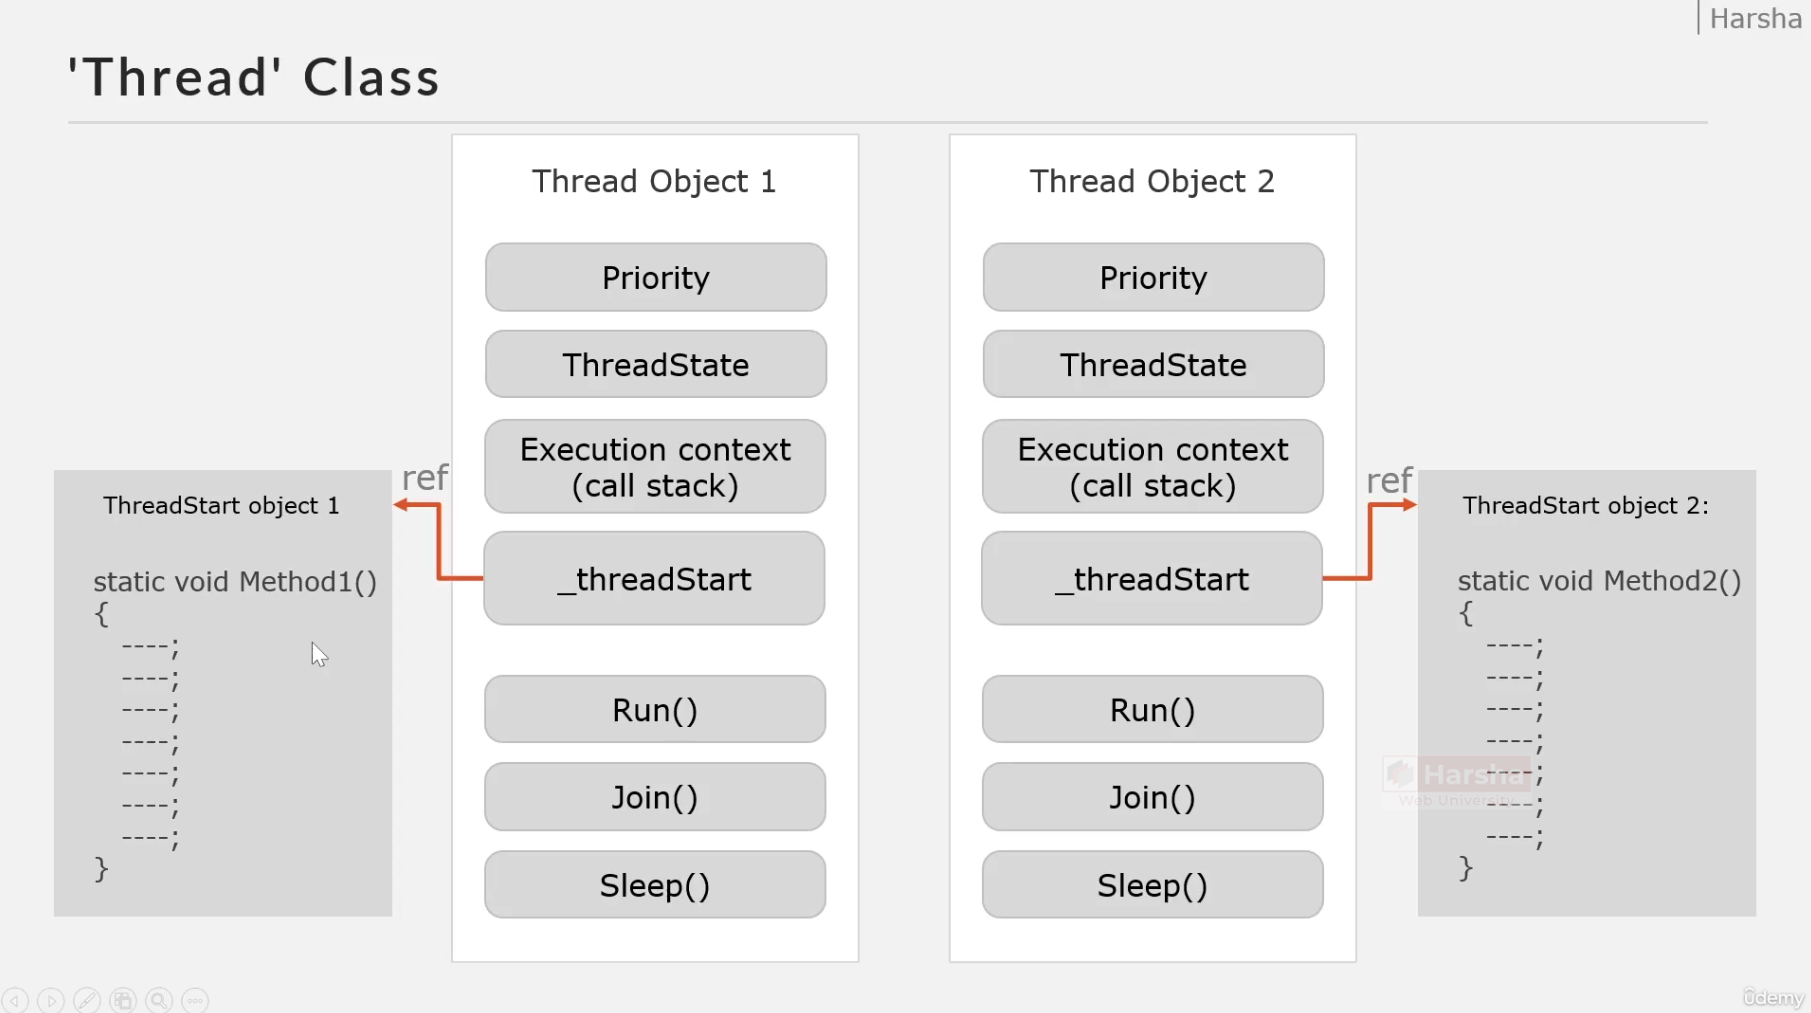 Harsha
'Thread' Class
Thread Object 1
Priority
ThreadState
Execution context
(call stack)
_threadStart
Run()
Join()
Sleep()
Thread Object 2
Priority
ThreadState
Execution context
(call stack)
_threadStart
Run()
Join()
Sleep()
ref
ThreadStart object 1
static void Method1()
{
----;
----;
----;
----;
----;
----;
----;
}
ref
ThreadStart object 2:
static void Method2()
{
----;
----;
----;
----;
----;
----;
----;
}
Harsha
Web University
ûdemy